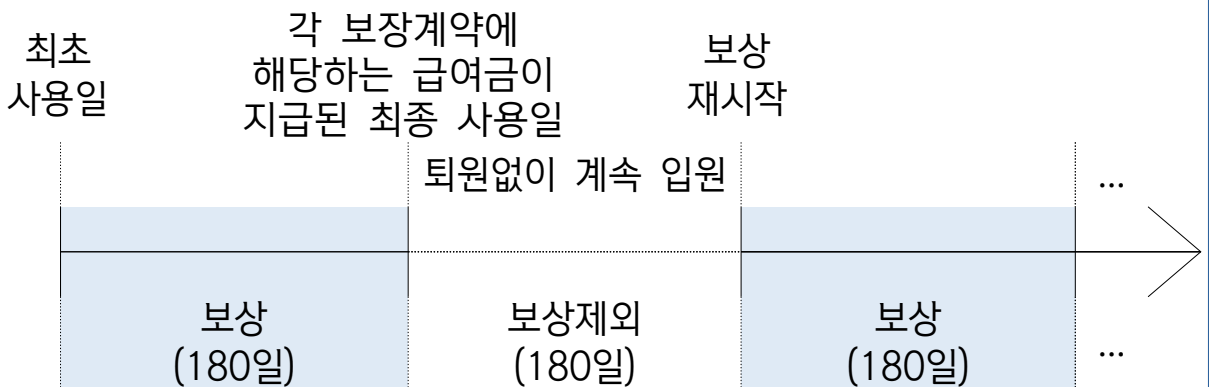 최초
사용일
각 보장계약에
해당하는 급여금이
지급된 최종 사용일
보상
재시작
퇴원없이 계속 입원
...
보상
(180일)
보상제외
(180일)
보상
(180일)
...